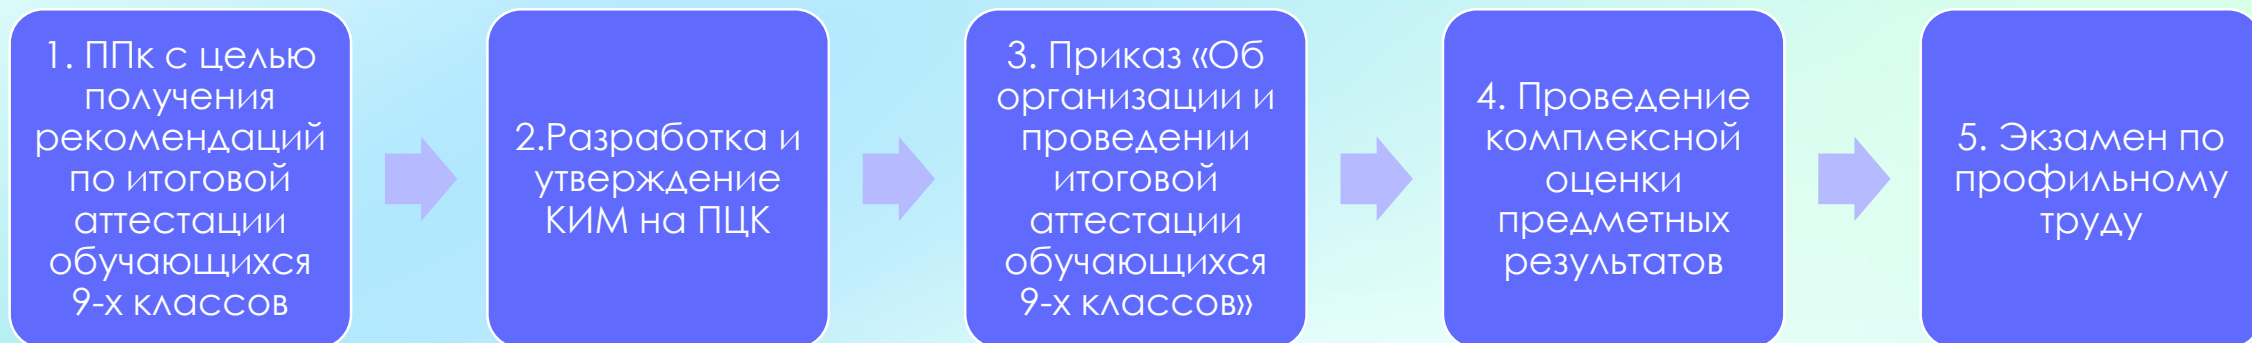 1. ППк с целью
получения
рекомендаций
по итоговой
аттестации
обучающихся
9-х классов
2.Разработка и
утверждение
КИМ на ПЦК
3. Приказ «Об
организации и
проведении
итоговой
аттестации
обучающихся
9-х классов»
4. Проведение
комплексной
оценки
предметных
результатов
5. Экзамен по
профильному
труду